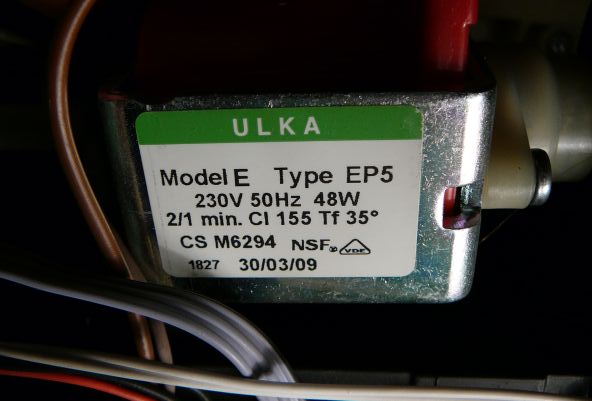 ULKA
Model E Type EP5
230V 50Hz 48W
2/1 min. Cl 155 Tf 35°
CS M6294 NSF® VDE
1827 30/03/09